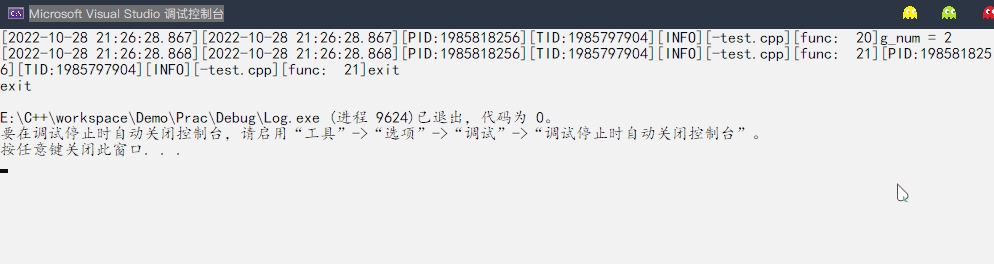 Microsoft Visual Studio 调试控制台
[2022-10-28 21:26:28.867][2022-10-28 21:26:28.867][PID:1985818256][TID:1985797904][INFO][-test.cpp][func:  20]g_num = 2
[2022-10-28 21:26:28.868][2022-10-28 21:26:28.868][PID:1985818256][TID:1985797904][INFO][-test.cpp][func:  21][PID:198581825
6][TID:1985797904][INFO][-test.cpp][func:  21]exit
exit
E:\C++\workspace\Demo\Prac\Debug\Log.exe (进程 9624)已退出，代码为 0。
要在调试停止时自动关闭控制台，请启用“工具”->“选项”->“调试”->“调试停止时自动关闭控制台”。
按任意键关闭此窗口. . .